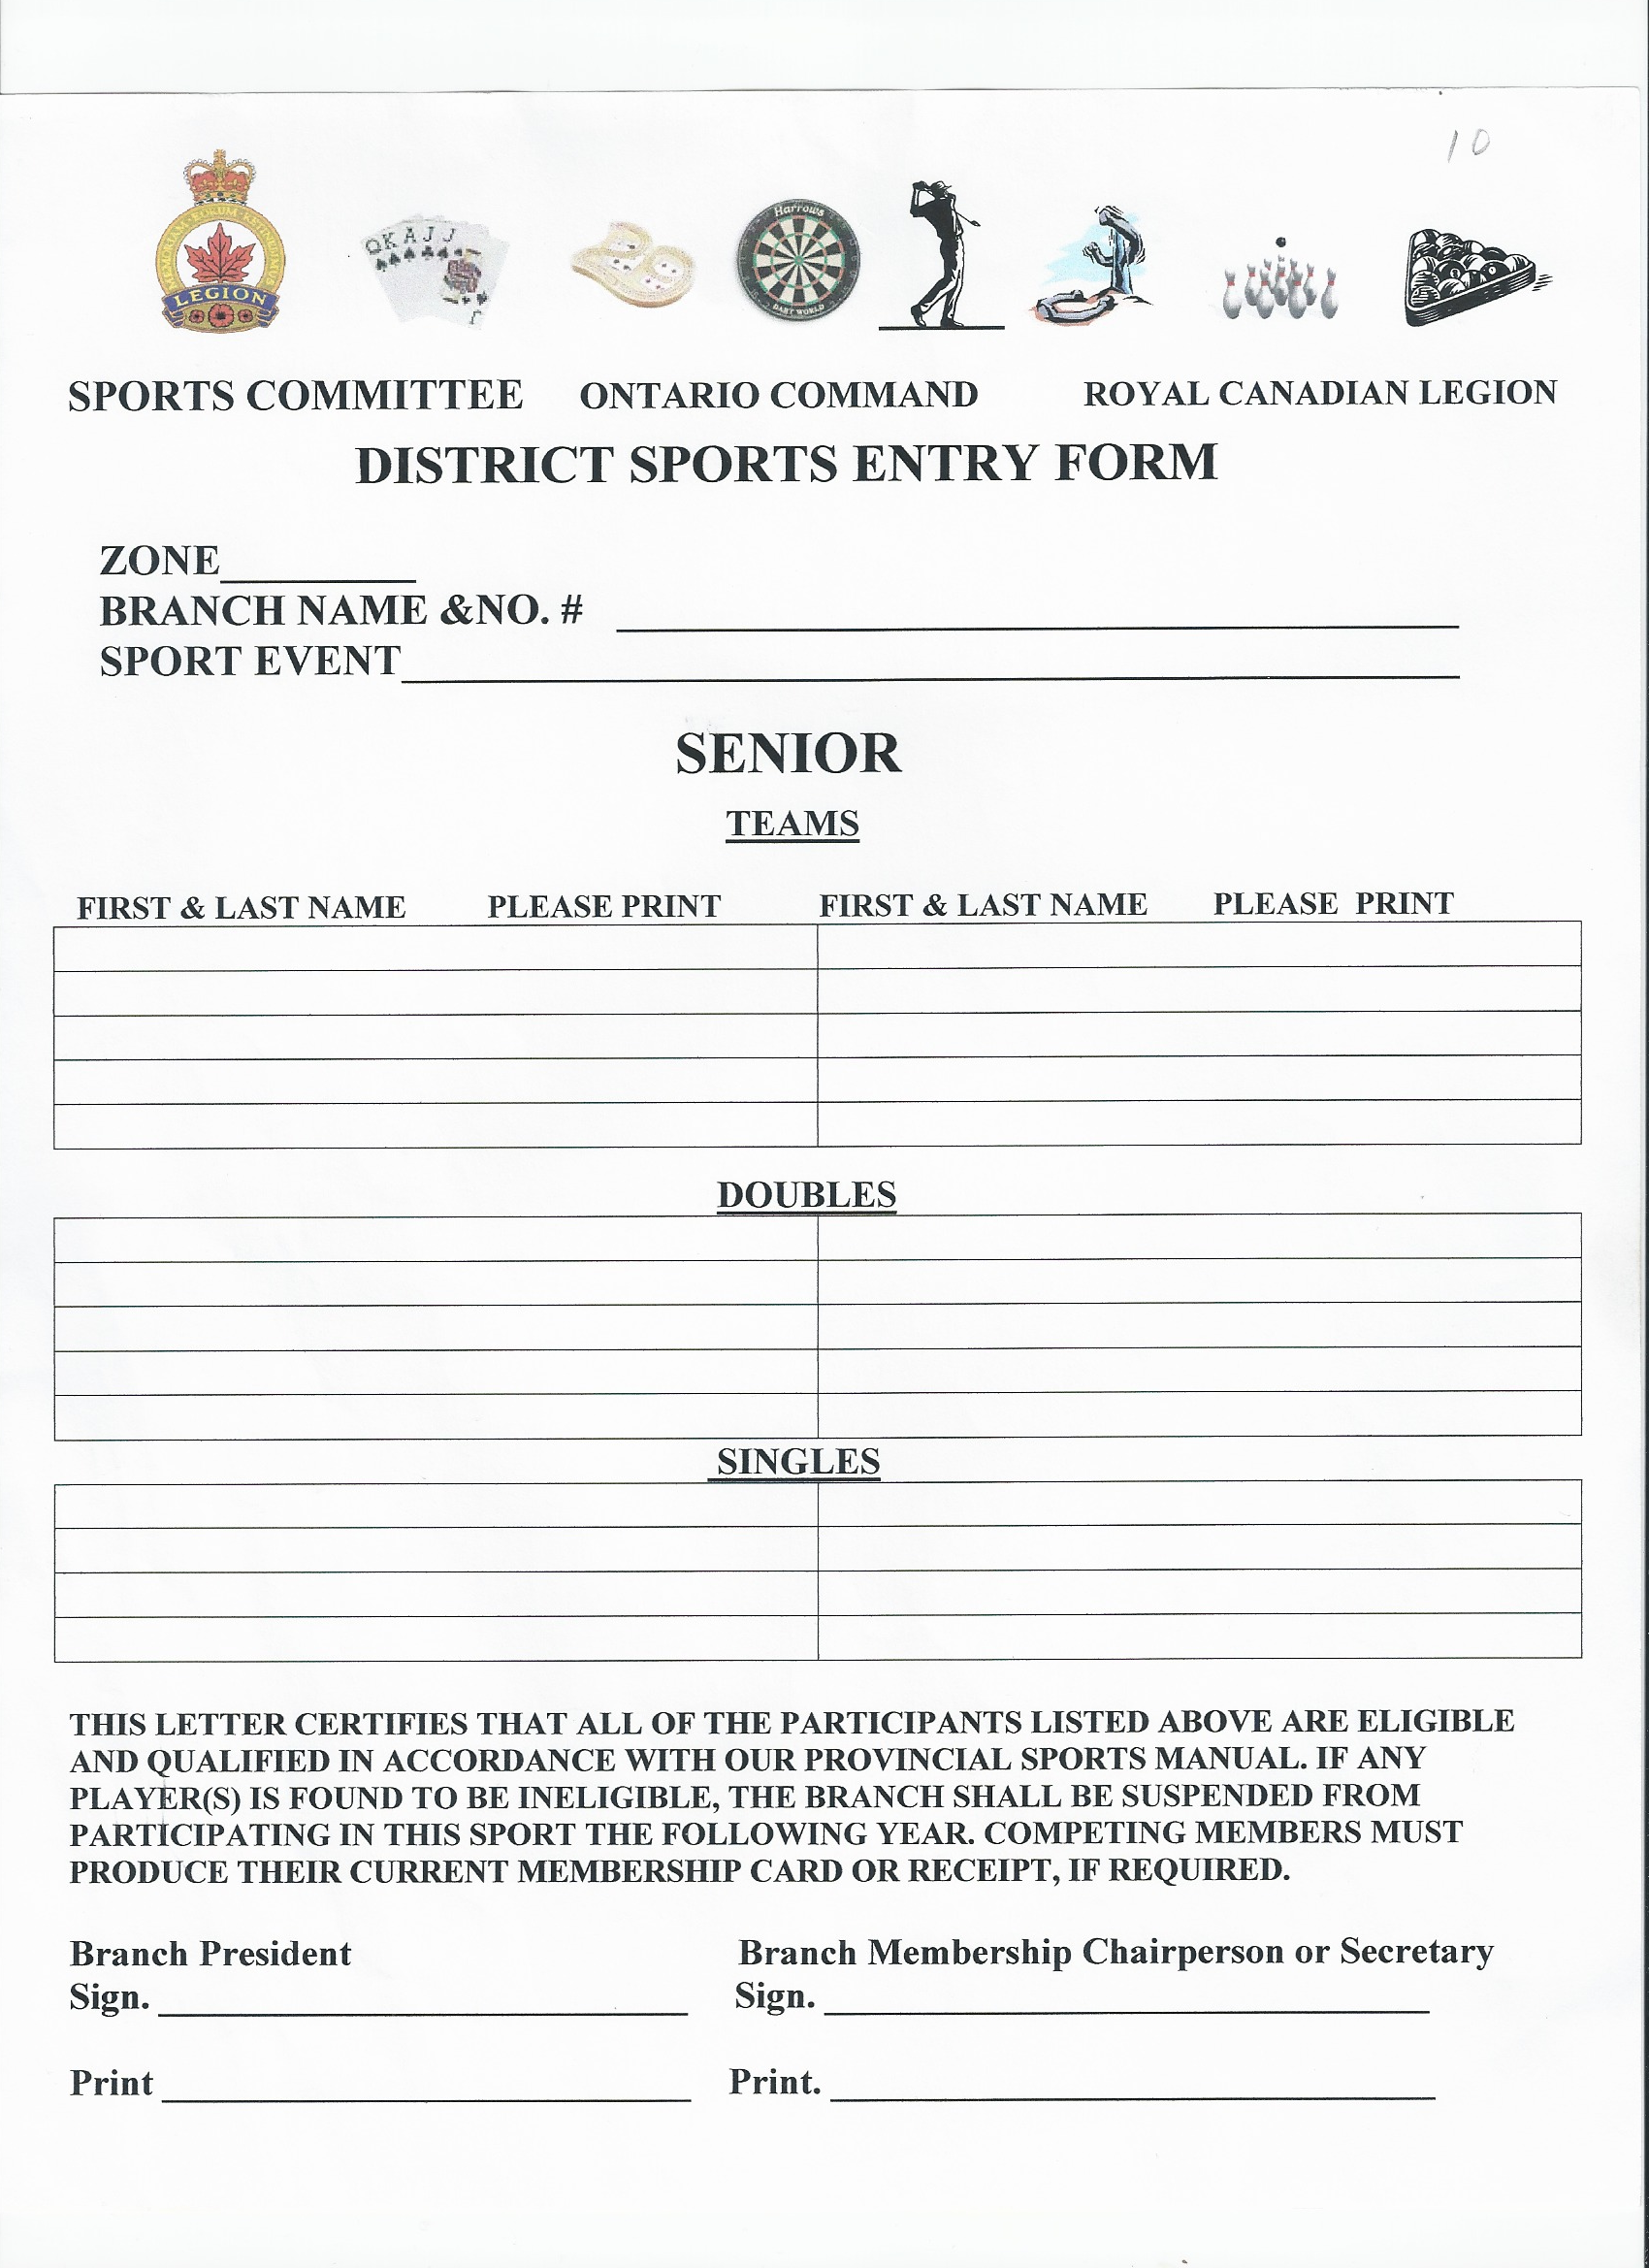 10
LEGION
Q K A J J
J
Harrows
DART WORLD
SPORTS COMMITTEE ONTARIO COMMAND ROYAL CANADIAN LEGION
DISTRICT SPORTS ENTRY FORM
ZONE
BRANCH NAME &NO. #
SPORT EVENT
SENIOR
TEAMS
FIRST & LAST NAME PLEASE PRINT FIRST & LAST NAME PLEASE PRINT
DOUBLES
SINGLES
THIS LETTER CERTIFIES THAT ALL OF THE PARTICIPANTS LISTED ABOVE ARE ELIGIBLE
AND QUALIFIED IN ACCORDANCE WITH OUR PROVINCIAL SPORTS MANUAL. IF ANY
PLAYER(S) IS FOUND TO BE INELIGIBLE, THE BRANCH SHALL BE SUSPENDED FROM
PARTICIPATING IN THIS SPORT THE FOLLOWING YEAR. COMPETING MEMBERS MUST
PRODUCE THEIR CURRENT MEMBERSHIP CARD OR RECEIPT, IF REQUIRED.
Branch President Branch Membership Chairperson or Secretary
Sign. Sign.
Print Print.